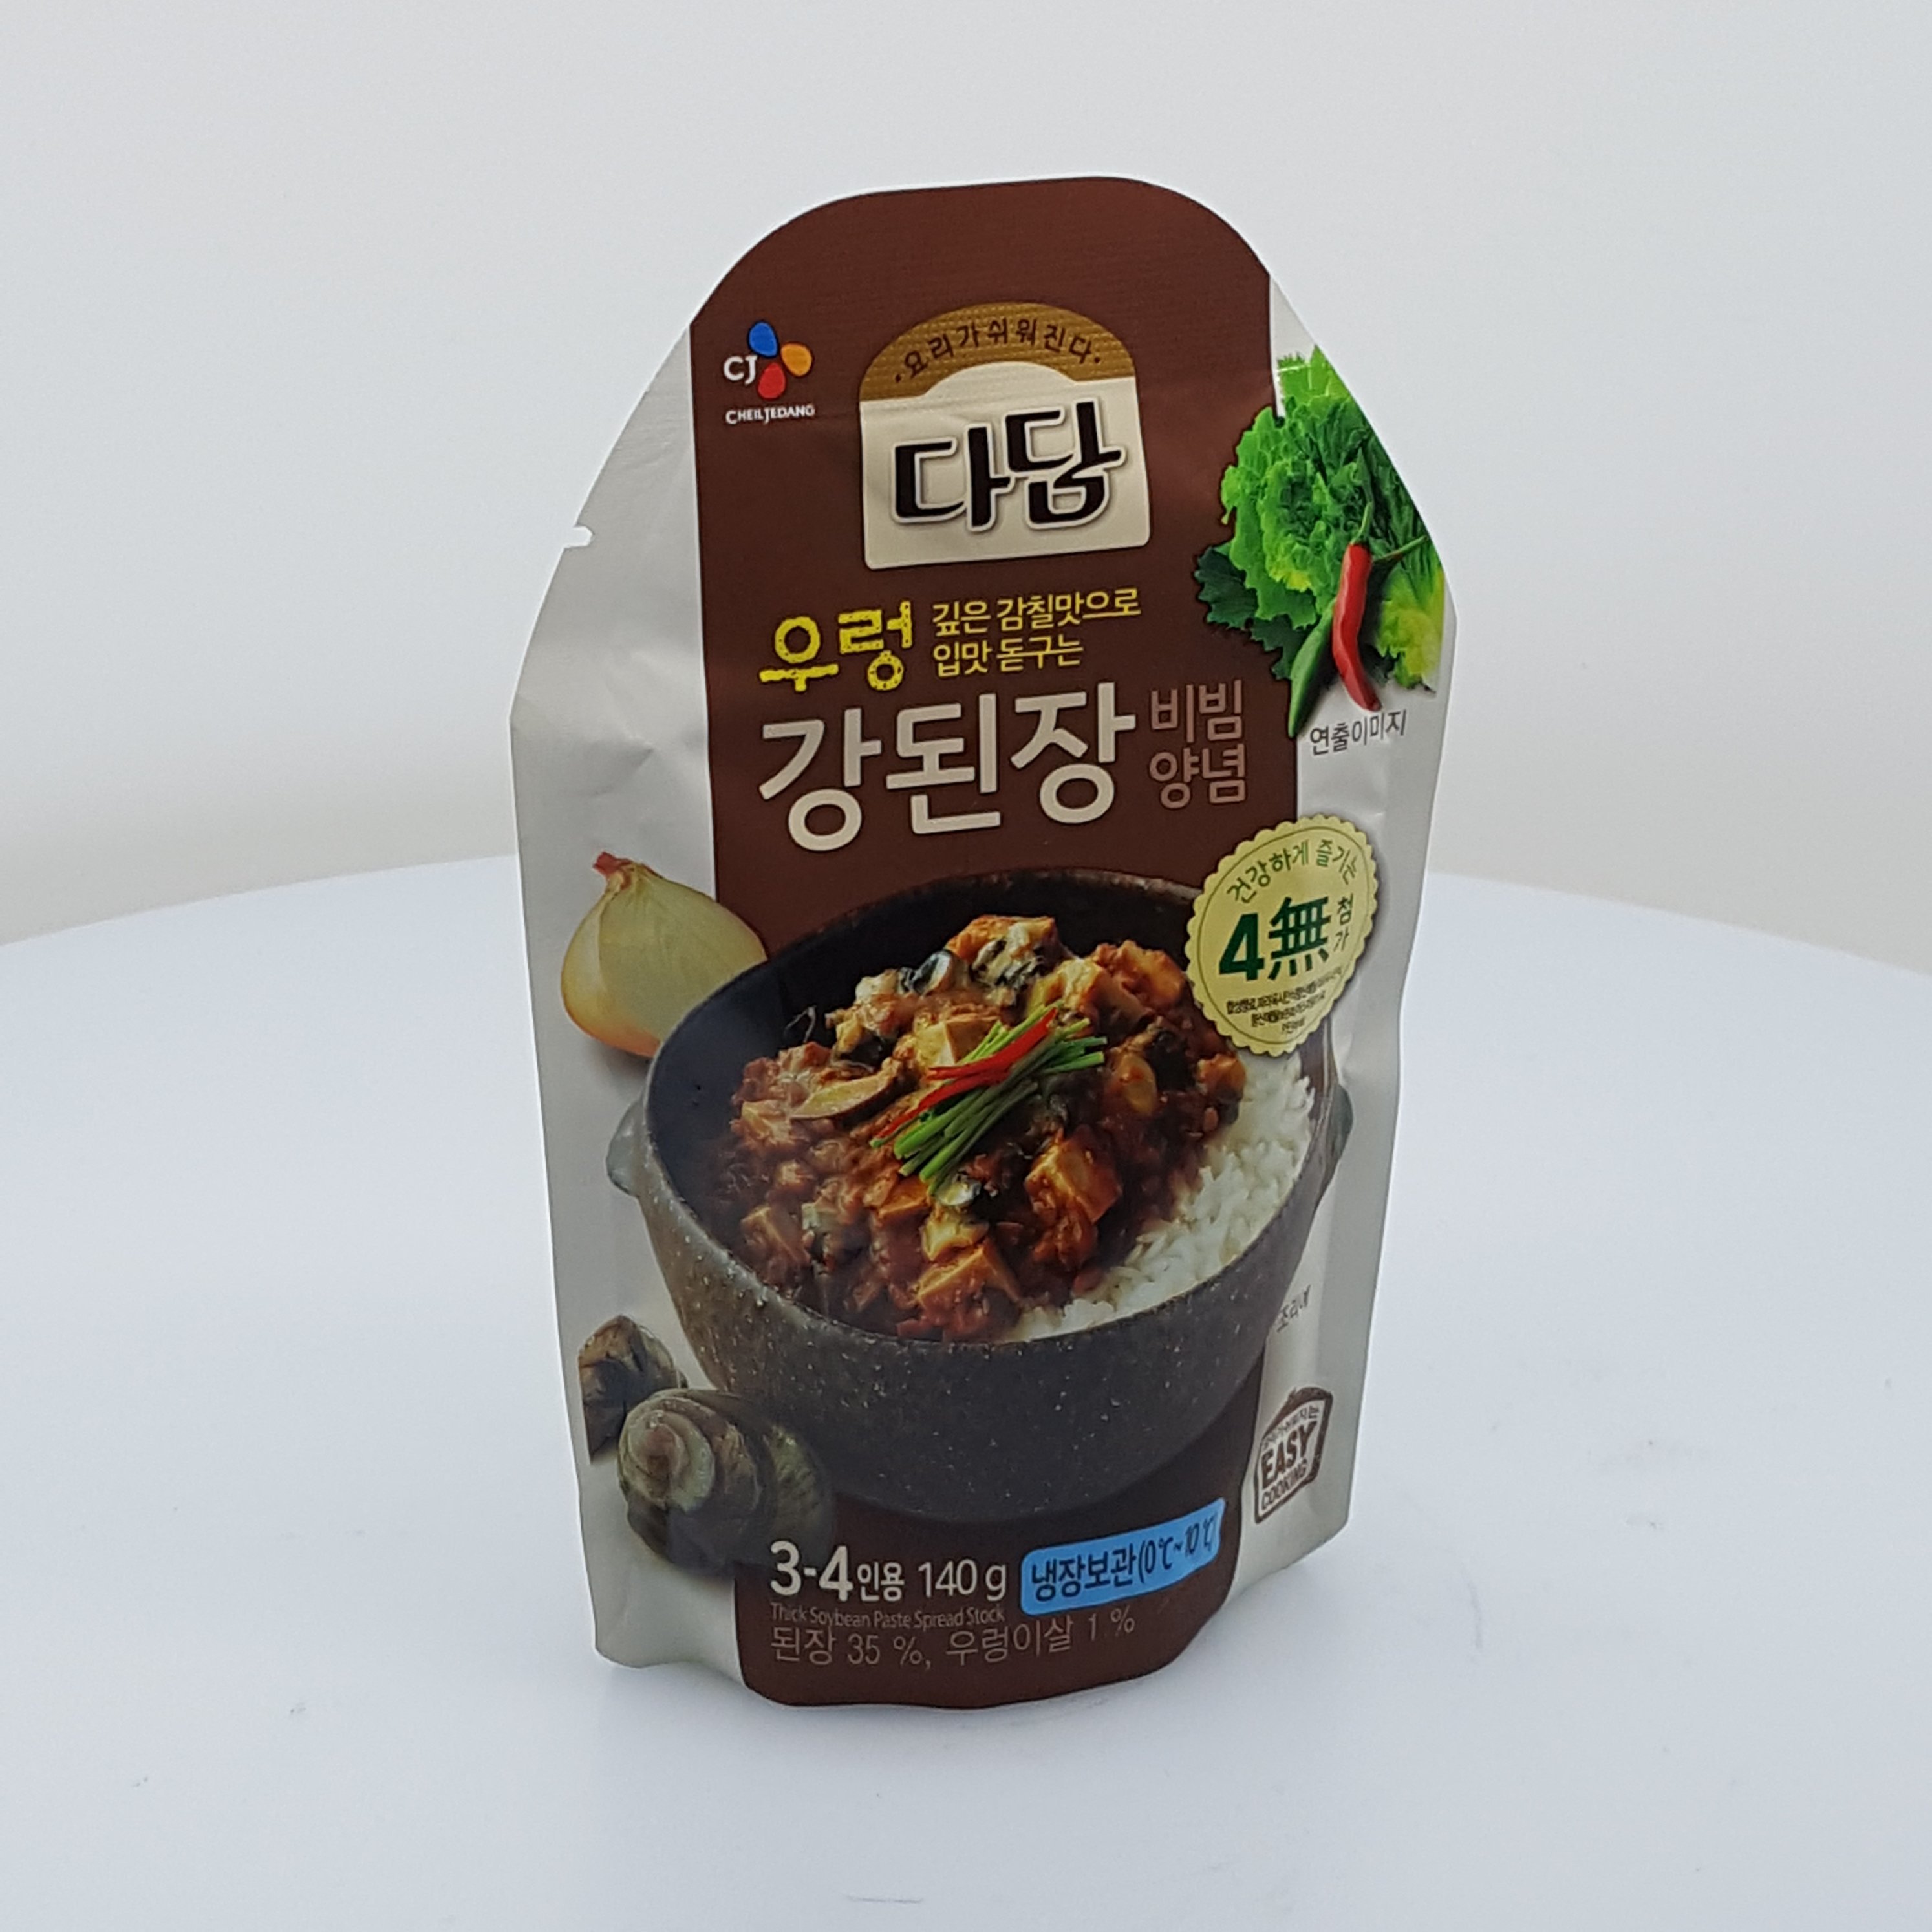 CJ
CHEILJEDANG
·요리가 쉬워진다·
다담
우렁 깊은 감칠맛으로
입맛 돋구는
강된장 비빔
양념
연출이미지
건강하게 즐기는
4無 첨가
조리예
EASY
COOKING
3-4인용 140 g 냉장보관(0℃~10℃)
Thick Soybean Paste Spread Stock
된장 35 %, 우렁이살 1 %